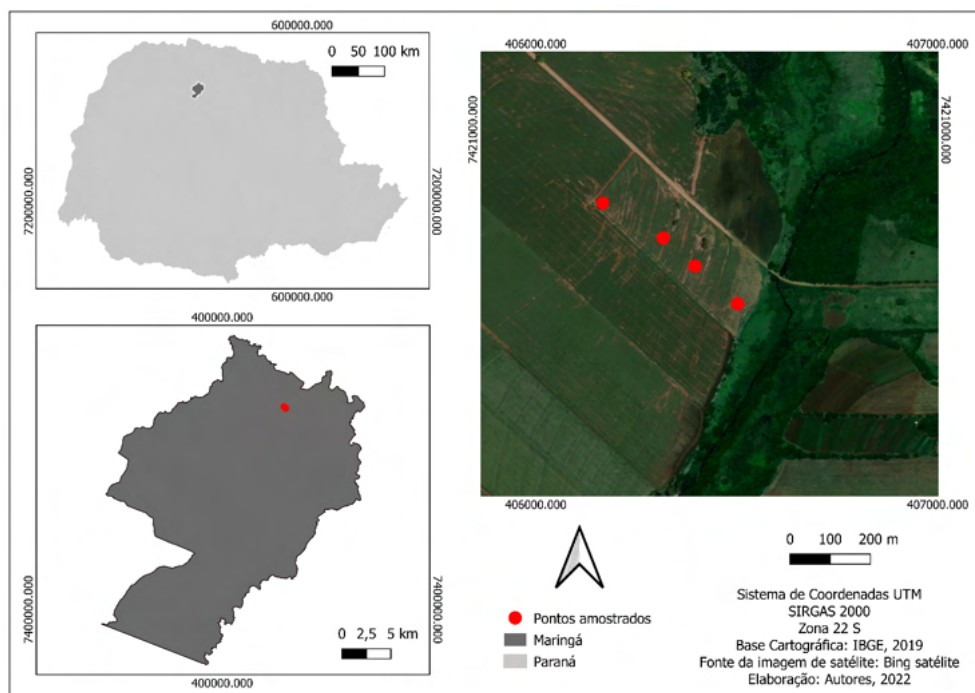 600000.000
0 50 100 km
7200000.000
7200000.000
600000.000
400000.000
7400000.000
7400000.000
0 2,5 5 km
400000.000
406000.000
407000.000
7421000.000
7421000.000
406000.000
407000.000
0 100 200 m
Pontos amostrados
Maringá
Paraná
Sistema de Coordenadas UTM
SIRGAS 2000
Zona 22 S
Base Cartográfica: IBGE, 2019
Fonte da imagem de satélite: Bing satélite
Elaboração: Autores, 2022